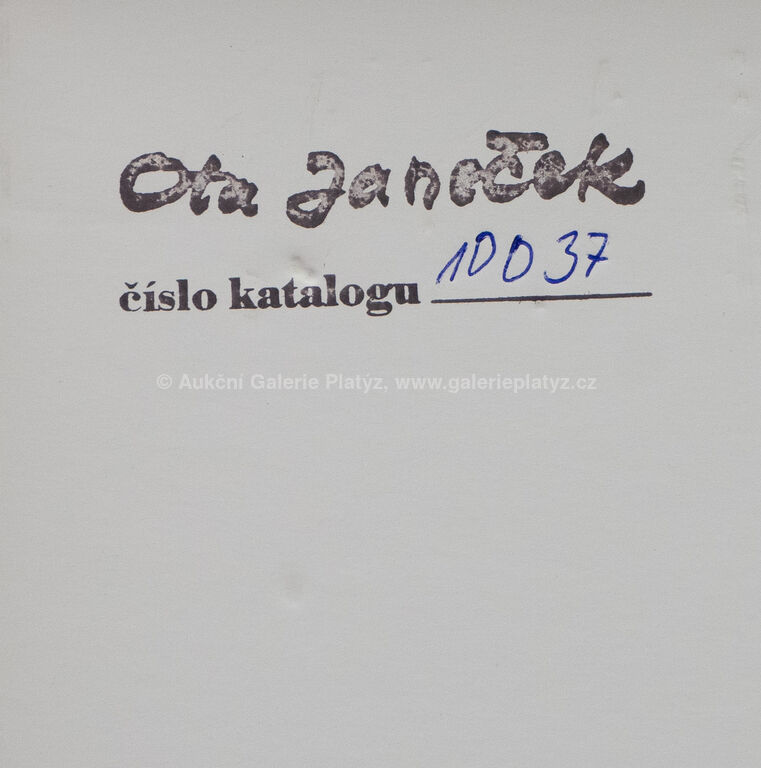 Ota Janeček
číslo katalogu 10037
© Aukční Galerie Platýz, www.galerieplatyz.cz